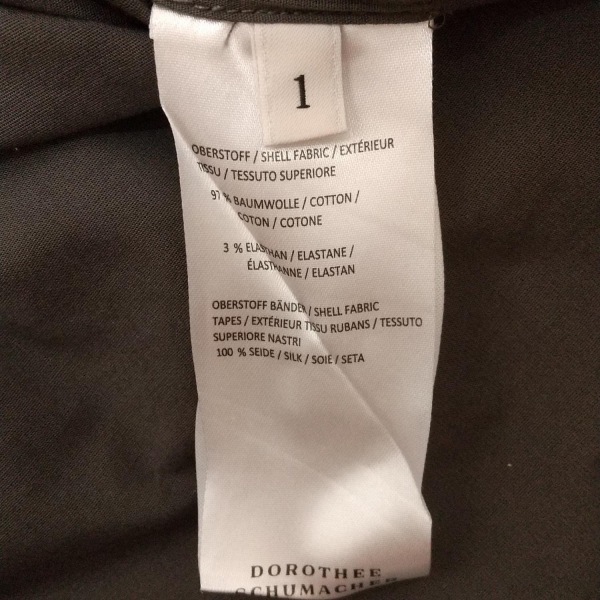 1
OBERSTOFF / SHELL FABRIC / EXTÉRIEUR
TISSU / TESSUTO SUPERIORE
97 % BAUMWOLLE / COTTON /
COTON / COTONE
3 % ELASTHAN / ELASTANE /
ÉLASTHANNE / ELASTAN
OBERSTOFF BÄNDER / SHELL FABRIC
TAPES / EXTÉRIEUR TISSU RUBANS / TESSUTO
SUPERIORE NASTRI
100 % SEIDE / SILK / SOIE / SETA
DOROTHEE
SCHUMACHER